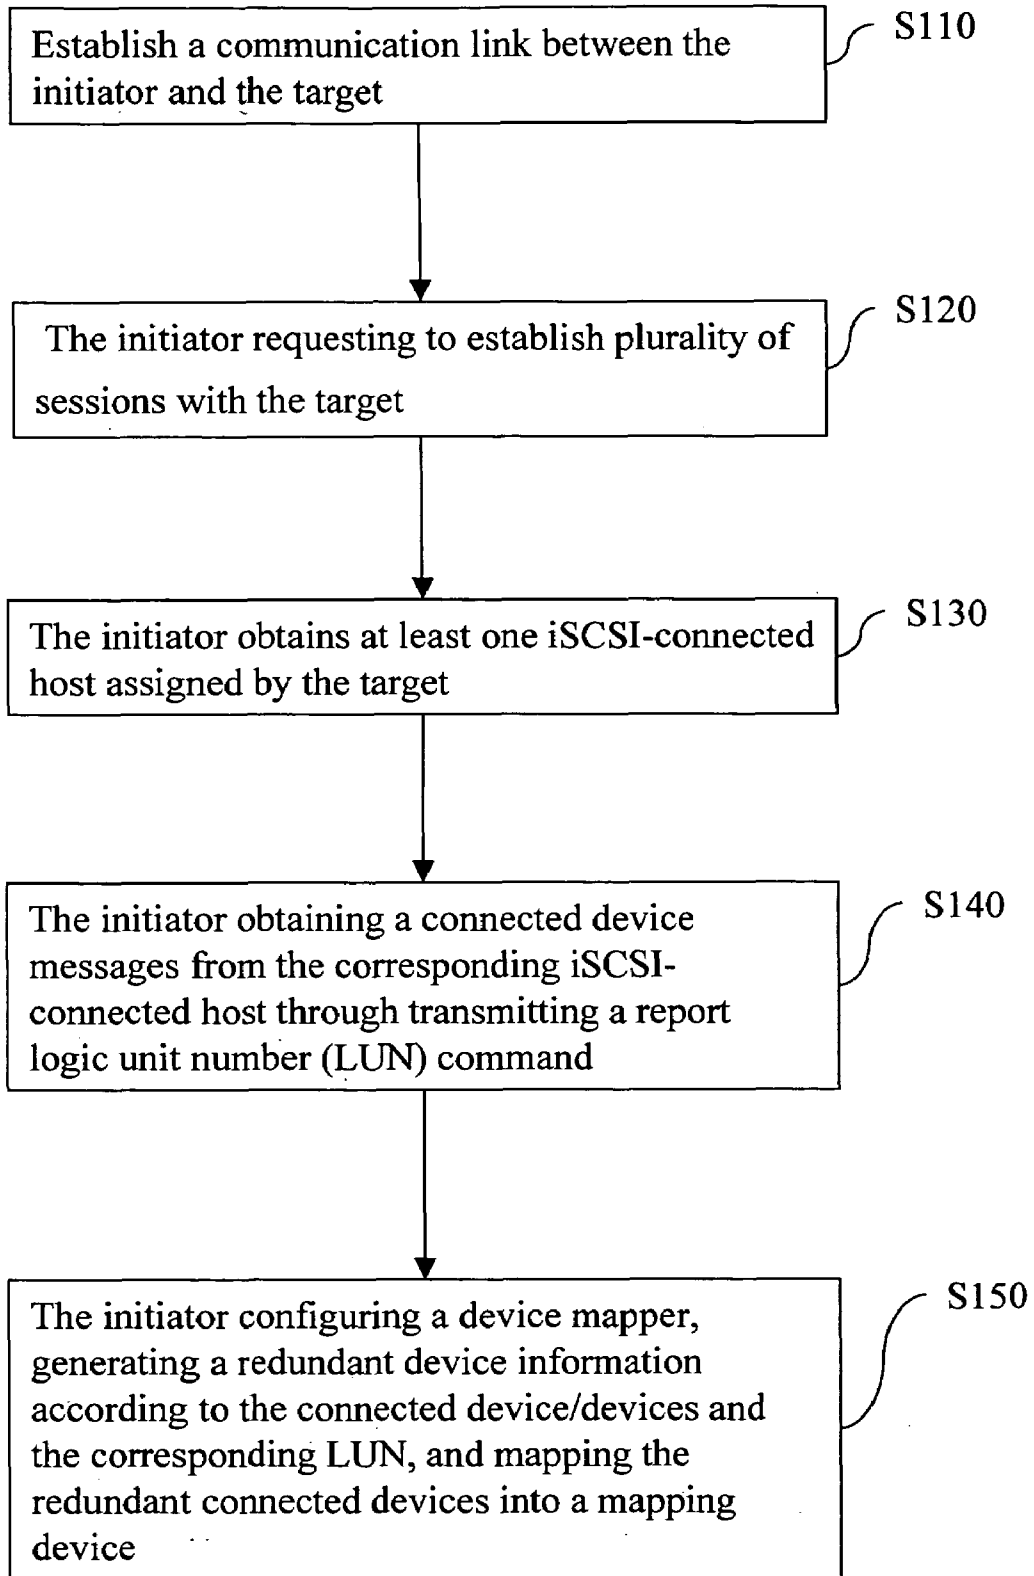 Establish a communication link between the
initiator and the target
S110
The initiator requesting to establish plurality of
sessions with the target
S120
The initiator obtains at least one iSCSI-connected
host assigned by the target
S130
The initiator obtaining a connected device
messages from the corresponding iSCSI-
connected host through transmitting a report
logic unit number (LUN) command
S140
The initiator configuring a device mapper,
generating a redundant device information
according to the connected device/devices and
the corresponding LUN, and mapping the
redundant connected devices into a mapping
device
S150